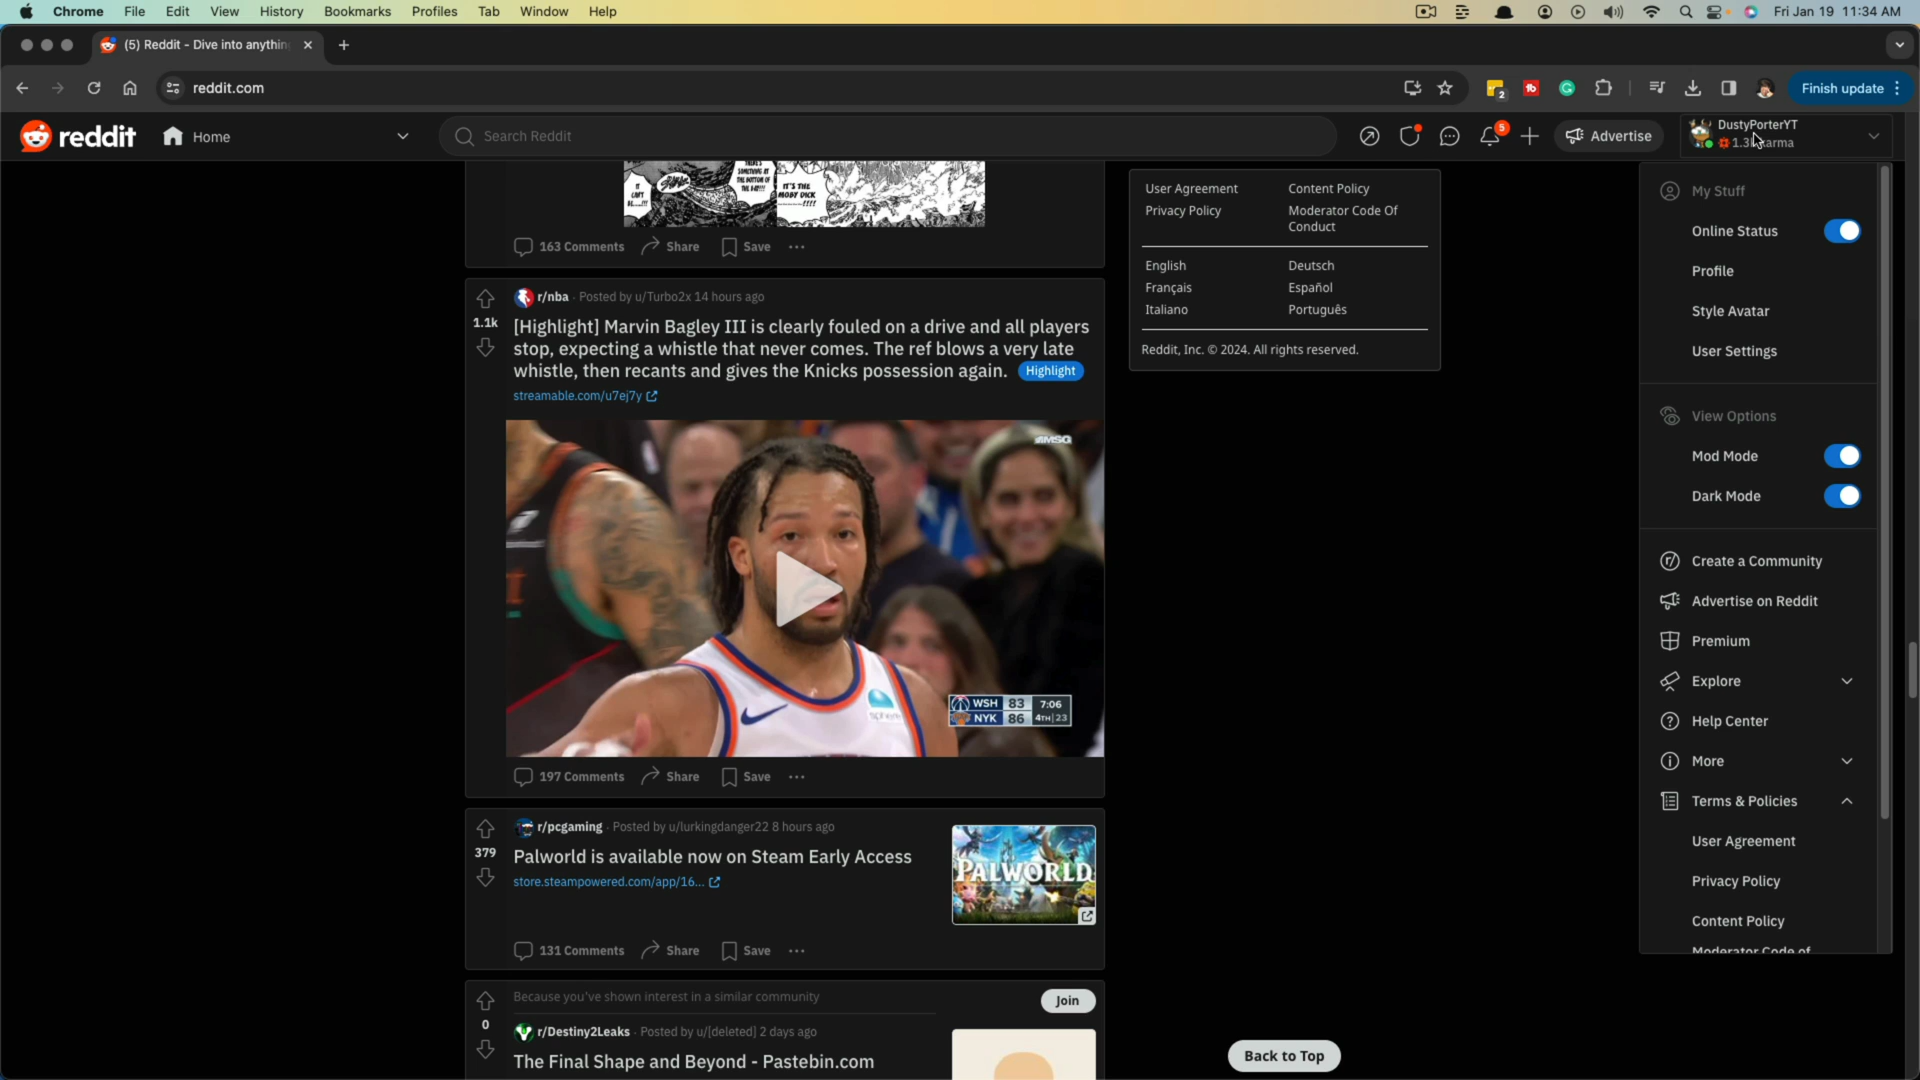 Chrome File Edit View History Bookmarks Profiles Tab Window Help
Fri Jan 19 11:34 AM
(5) Reddit - Dive into anythin
reddit.com
2
Finish update
reddit
Home
Search Reddit
5
Advertise
DustyPorterYT
163 Comments Share Save
r/nba · Posted by u/Turbo2x 14 hours ago
1.1k
[Highlight] Marvin Bagley III is clearly fouled on a drive and all players
stop, expecting a whistle that never comes. The ref blows a very late
whistle, then recants and gives the Knicks possession again. Highlight
streamable.com/u7ej7y
MSG
WSH 83 7:06
NYK 86 4TH 23
197 Comments Share Save
r/pcgaming · Posted by u/lurkingdanger22 8 hours ago
379
Palworld is available now on Steam Early Access
store.steampowered.com/app/16...
PALWORLD
131 Comments Share Save
Because you've shown interest in a similar community
Join
0
r/Destiny2Leaks · Posted by u/[deleted] 2 days ago
The Final Shape and Beyond - Pastebin.com
User Agreement Content Policy
Privacy Policy Moderator Code Of
Conduct
English Deutsch
Français Español
Italiano Português
Reddit, Inc. © 2024. All rights reserved.
Back to Top
My Stuff
Online Status
Profile
Style Avatar
User Settings
View Options
Mod Mode
Dark Mode
Create a Community
Advertise on Reddit
Premium
Explore
Help Center
More
Terms & Policies
User Agreement
Privacy Policy
Content Policy
Moderator Code of